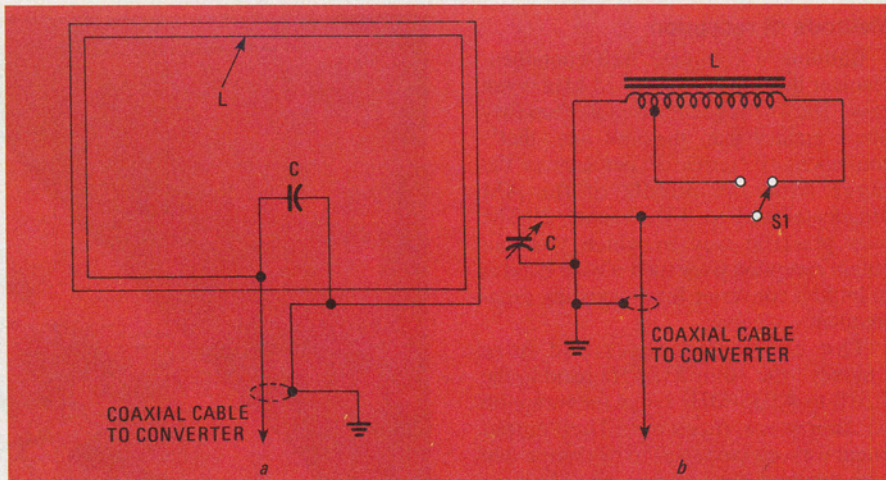 L
C
COAXIAL CABLE
TO CONVERTER
a
L
S1
C
COAXIAL CABLE
TO CONVERTER
b